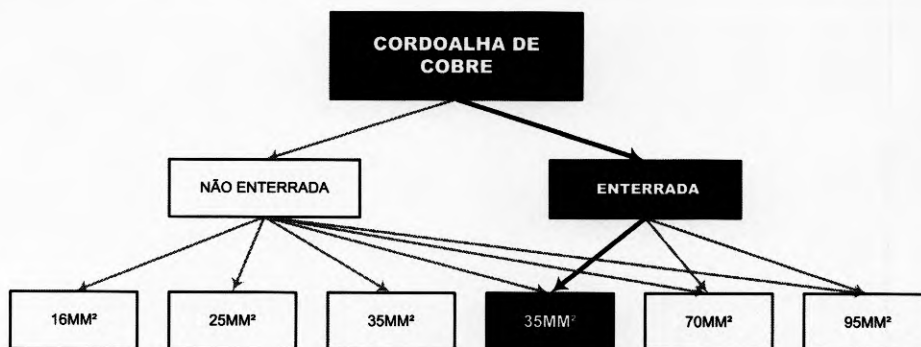 CORDOALHA DE
COBRE
NÃO ENTERRADA
ENTERRADA
16MM²
25MM²
35MM²
35MM²
70MM²
95MM²